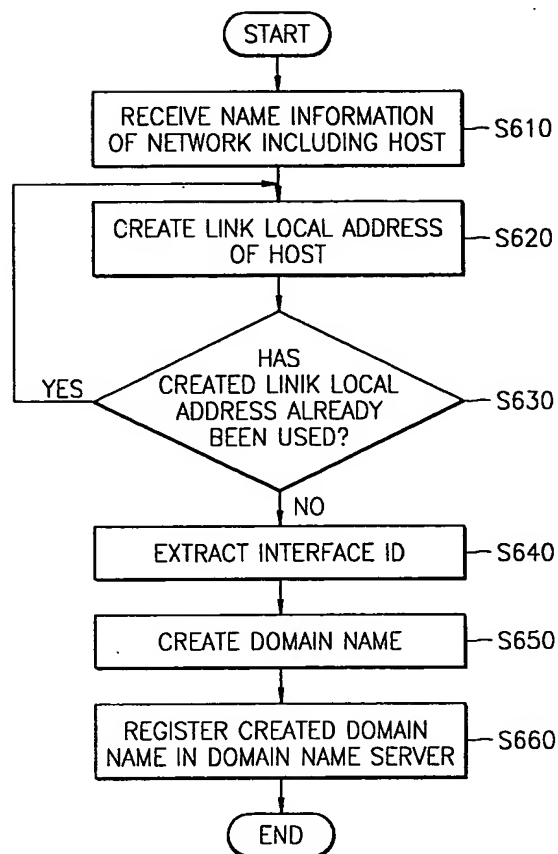 START
RECEIVE NAME INFORMATION
OF NETWORK INCLUDING HOST
S610
CREATE LINK LOCAL ADDRESS
OF HOST
S620
HAS
CREATED LINIK LOCAL
ADDRESS ALREADY
BEEN USED?
S630
YES
NO
EXTRACT INTERFACE ID
S640
CREATE DOMAIN NAME
S650
REGISTER CREATED DOMAIN
NAME IN DOMAIN NAME SERVER
S660
END